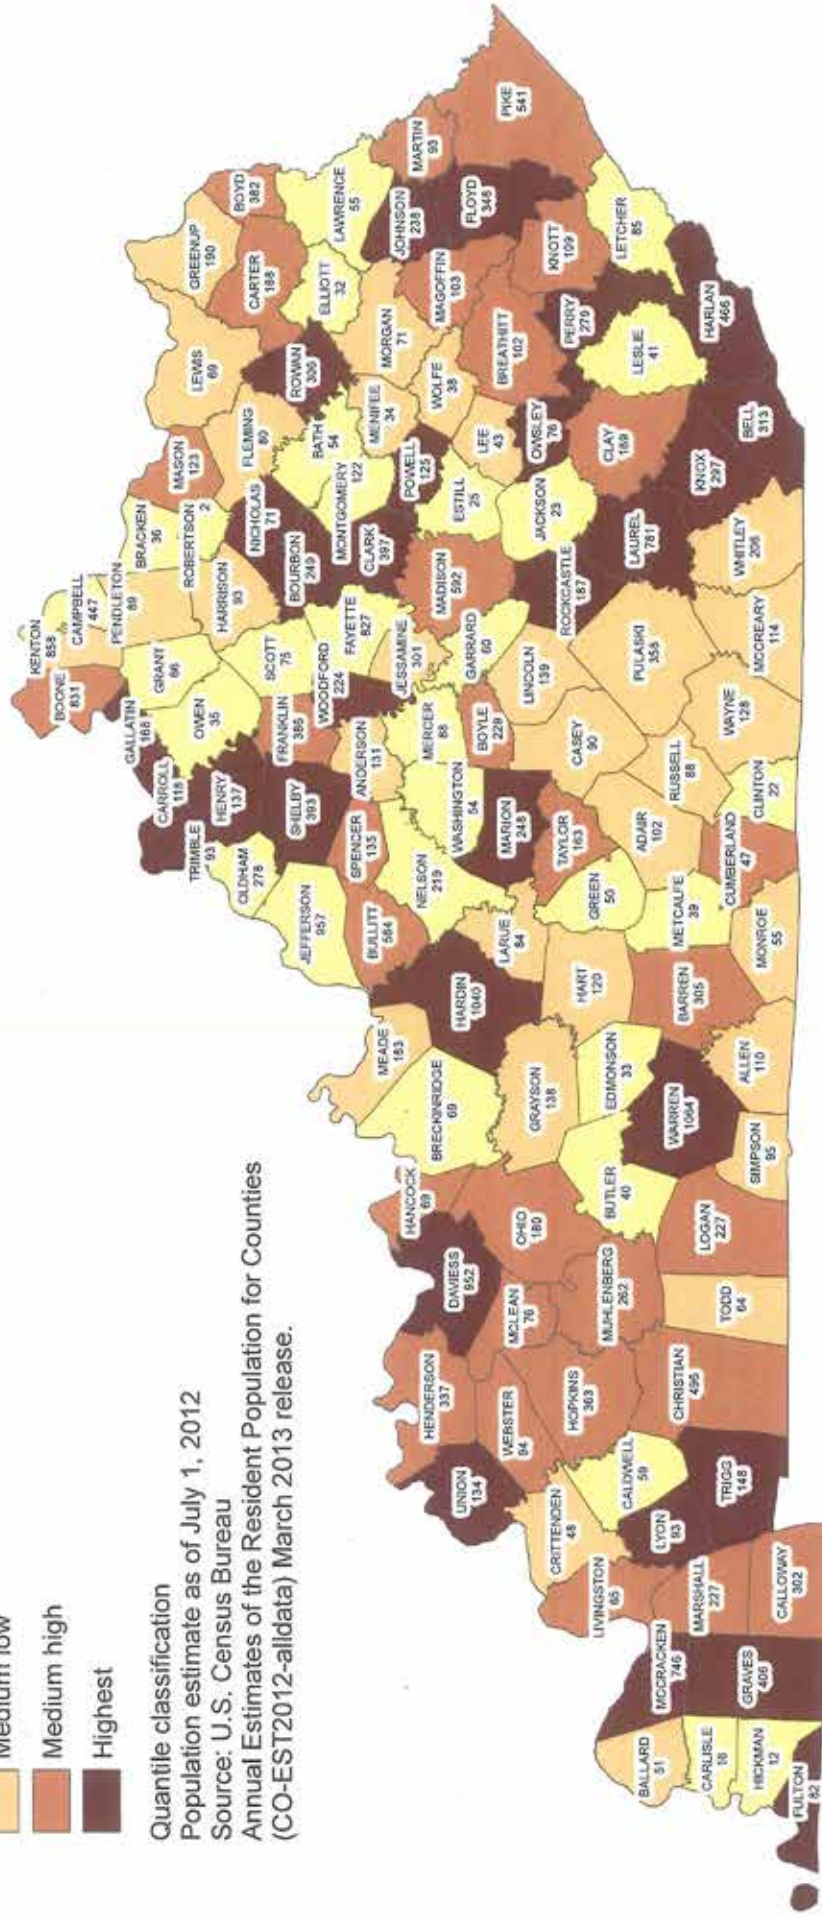 Medium low
Medium high
Highest
Quantile classification
Population estimate as of July 1, 2012
Source: U.S. Census Bureau
Annual Estimates of the Resident Population for Counties
(CO-EST2012-alldata) March 2013 release.
KENTON
858
BOONE
831
CAMPBELL
447
PENDLETON
89
BRACKEN
36
ROBERTSON
2
MASON
123
LEWIS
69
GREENUP
190
BOYD
382
CARTER
188
LAWRENCE
55
ELLIOTT
32
ROWAN
306
FLEMING
80
NICHOLAS
71
HARRISON
93
GRANT
86
GALLATIN
168
OWEN
35
CARROLL
118
TRIMBLE
93
HENRY
137
OLDHAM
278
SHELBY
393
FRANKLIN
386
SCOTT
75
BOURBON
249
BATH
54
MONTGOMERY
122
MENIFEE
34
MORGAN
71
JOHNSON
238
MARTIN
93
MAGOFFIN
103
FLOYD
348
PIKE
541
WOLFE
38
POWELL
125
CLARK
397
FAYETTE
827
WOODFORD
224
JESSAMINE
301
ANDERSON
131
SPENCER
135
JEFFERSON
957
BULLITT
584
NELSON
219
WASHINGTON
54
MERCER
88
GARRARD
60
MADISON
592
ESTILL
25
LEE
43
BREATHITT
102
KNOTT
109
LETCHER
85
PERRY
279
OWSLEY
76
JACKSON
23
ROCKCASTLE
187
LINCOLN
139
BOYLE
229
MARION
248
LARUE
84
HARDIN
1040
MEADE
163
BRECKINRIDGE
69
HANCOCK
69
DAVIESS
952
HENDERSON
337
UNION
134
WEBSTER
94
MCLEAN
76
OHIO
180
GRAYSON
138
HART
120
GREEN
50
TAYLOR
163
CASEY
90
PULASKI
358
LAUREL
781
CLAY
169
LESLIE
41
HARLAN
466
BELL
313
KNOX
297
WHITLEY
206
MCCREARY
114
WAYNE
128
RUSSELL
88
ADAIR
102
METCALFE
39
BARREN
305
EDMONSON
33
BUTLER
40
MUHLENBERG
262
HOPKINS
363
CRITTENDEN
48
LIVINGSTON
65
CALDWELL
59
LYON
93
TRIGG
148
CHRISTIAN
496
TODD
64
LOGAN
227
WARREN
1064
SIMPSON
95
ALLEN
110
MONROE
55
CUMBERLAND
47
CLINTON
22
CALLOWAY
302
MARSHALL
227
MCCRACKEN
746
GRAVES
406
BALLARD
51
CARLISLE
16
HICKMAN
12
FULTON
82